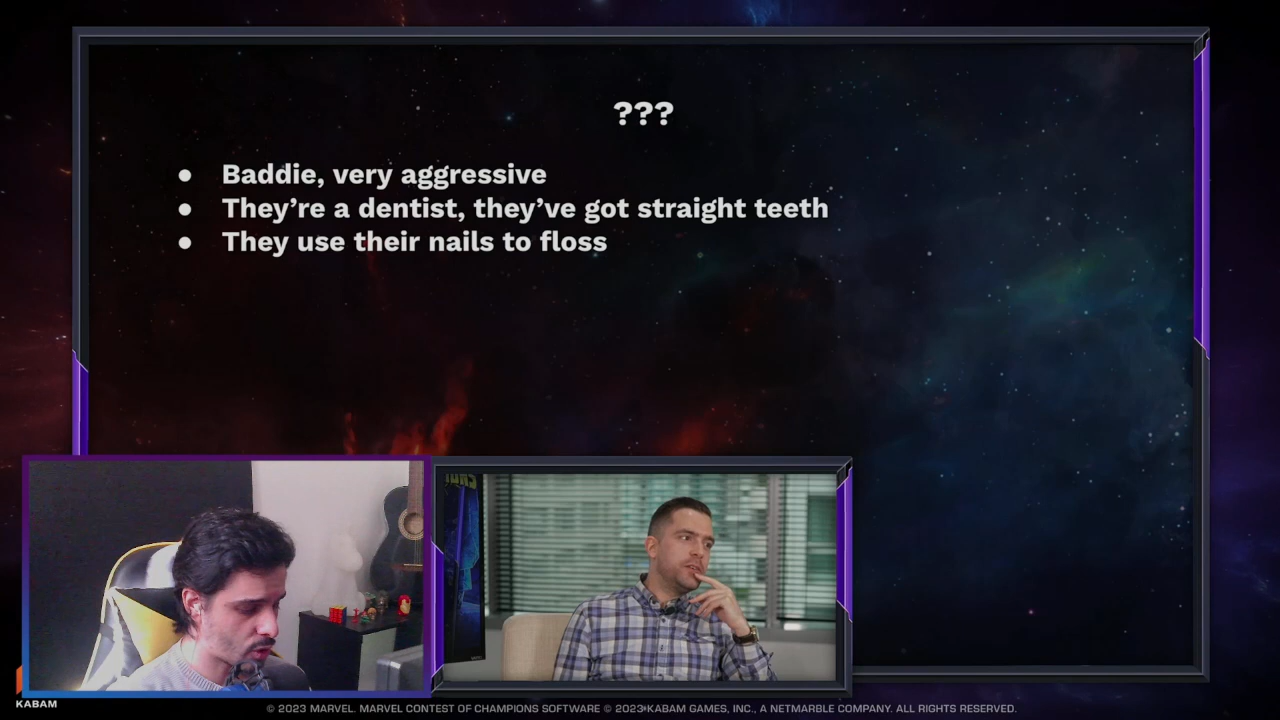 ???
● Baddie, very aggressive
● They’re a dentist, they’ve got straight teeth
● They use their nails to floss
KABAM
© 2023 MARVEL. MARVEL CONTEST OF CHAMPIONS SOFTWARE © 2023 KABAM GAMES, INC., A NETMARBLE COMPANY. ALL RIGHTS RESERVED.